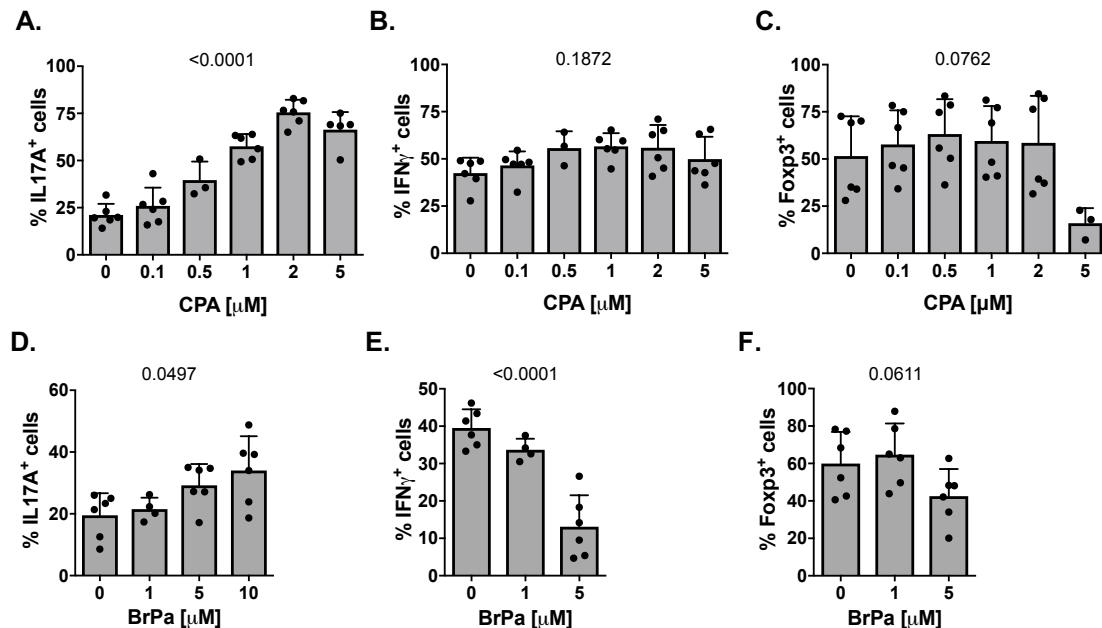 A.
<0.0001
% IL17A⁺ cells
100
75
50
25
0
0 0.1 0.5 1 2 5
CPA [μM]
B.
0.1872
% IFNγ⁺ cells
100
75
50
25
0
0 0.1 0.5 1 2 5
CPA [μM]
C.
0.0762
% Foxp3⁺ cells
100
75
50
25
0
0 0.1 0.5 1 2 5
CPA [µM]
D.
0.0497
% IL17A⁺ cells
60
40
20
0
0 1 5 10
BrPa [μM]
E.
<0.0001
% IFNγ⁺ cells
50
40
30
20
10
0
0 1 5
BrPa [μM]
F.
0.0611
% Foxp3⁺ cells
100
80
60
40
20
0
0 1 5
BrPa [μM]